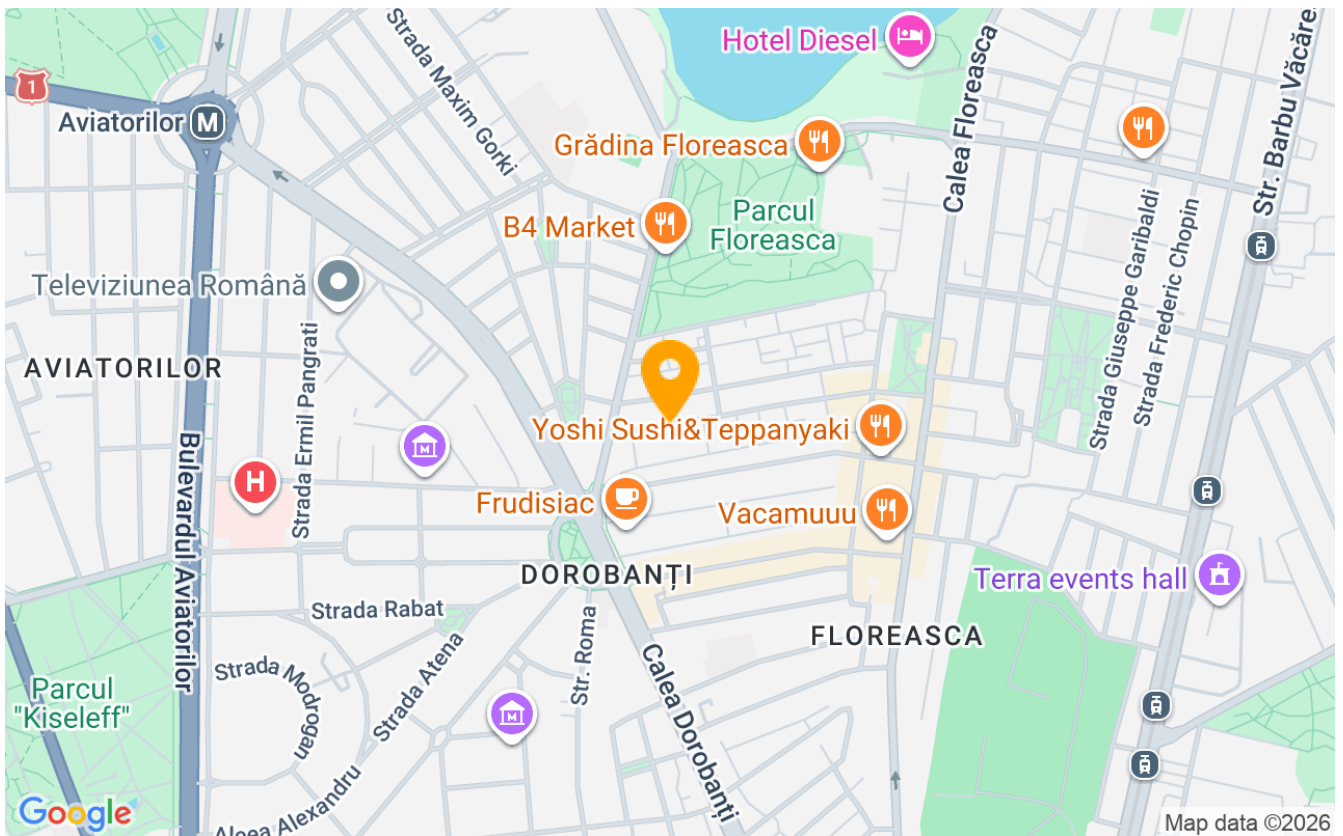 Hotel Diesel
1
Aviatorilor
M
Strada Maxim Gorki
Calea Floreasca
Str. Barbu Văcăre
Grădina Floreasca
B4 Market
Parcul
Floreasca
Televiziunea Română
Strada Giuseppe Garibaldi
Strada Frederic Chopin
AVIATORILOR
Strada Ermil Pangrati
Yoshi Sushi&Teppanyaki
M
H
Bulevardul Aviatorilor
Frudisiac
Vacamuuu
DOROBANȚI
Terra events hall
Strada Rabat
FLOREASCA
Str. Roma
Strada Atena
Strada Modrogan
Calea Dorobanți
Parcul
"Kiseleff"
M
Aleea Alexandru
Google
Map data ©2026